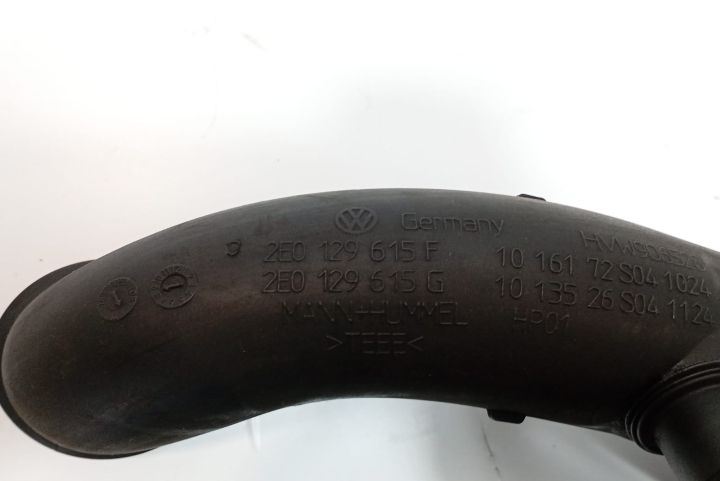 Germany
2E0 129 615 F
2E0 129 615 G
MANN+HUMMEL
>TEEE<
10 161 72 S04 1024
10 135 26 S04 1124
HP01